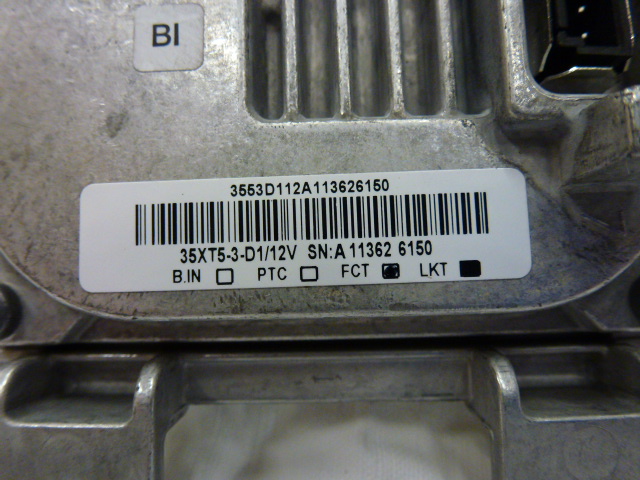 BI
3553D112A113626150
35XT5-3-D1/12V SN:A 11362 6150
B.IN PTC FCT LKT